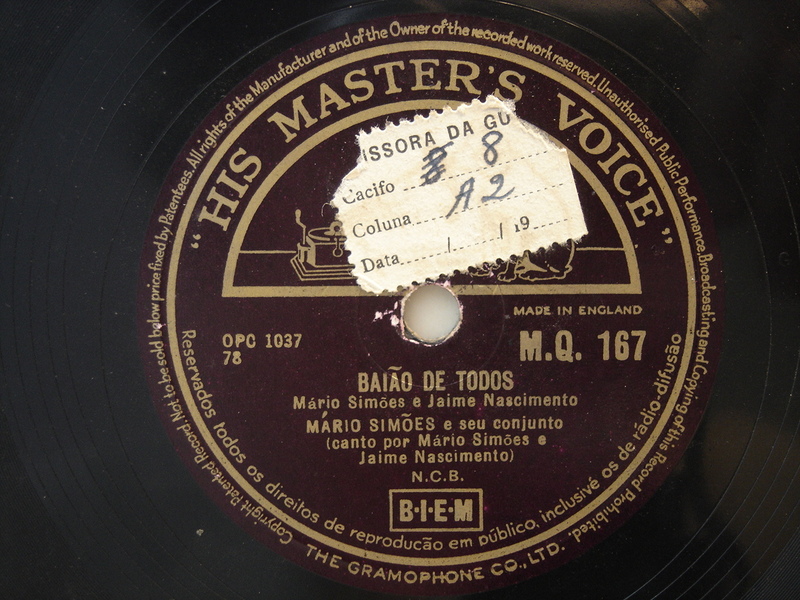 All rights of the Manufacturer and of the Owner of the recorded work reserved. Unauthorised Public Performance, Broadcasting and Copying of this Record Prohibited.
"HIS MASTER'S VOICE"
ISSORA DA GU
Cacifo 8
Coluna A2
Data / / 19
MADE IN ENGLAND
OPC 1037
78
M.Q. 167
BAIÃO DE TODOS
Mário Simões e Jaime Nascimento
MÁRIO SIMÕES e seu conjunto
(canto por Mário Simões e
Jaime Nascimento)
N.C.B.
B·I·E·M
Reservados todos os direitos de reprodução em público, inclusivé os de rádio-difusão
Copyright Patented Record. Not to be sold below price fixed by Patentees.
THE GRAMOPHONE CO., LTD.